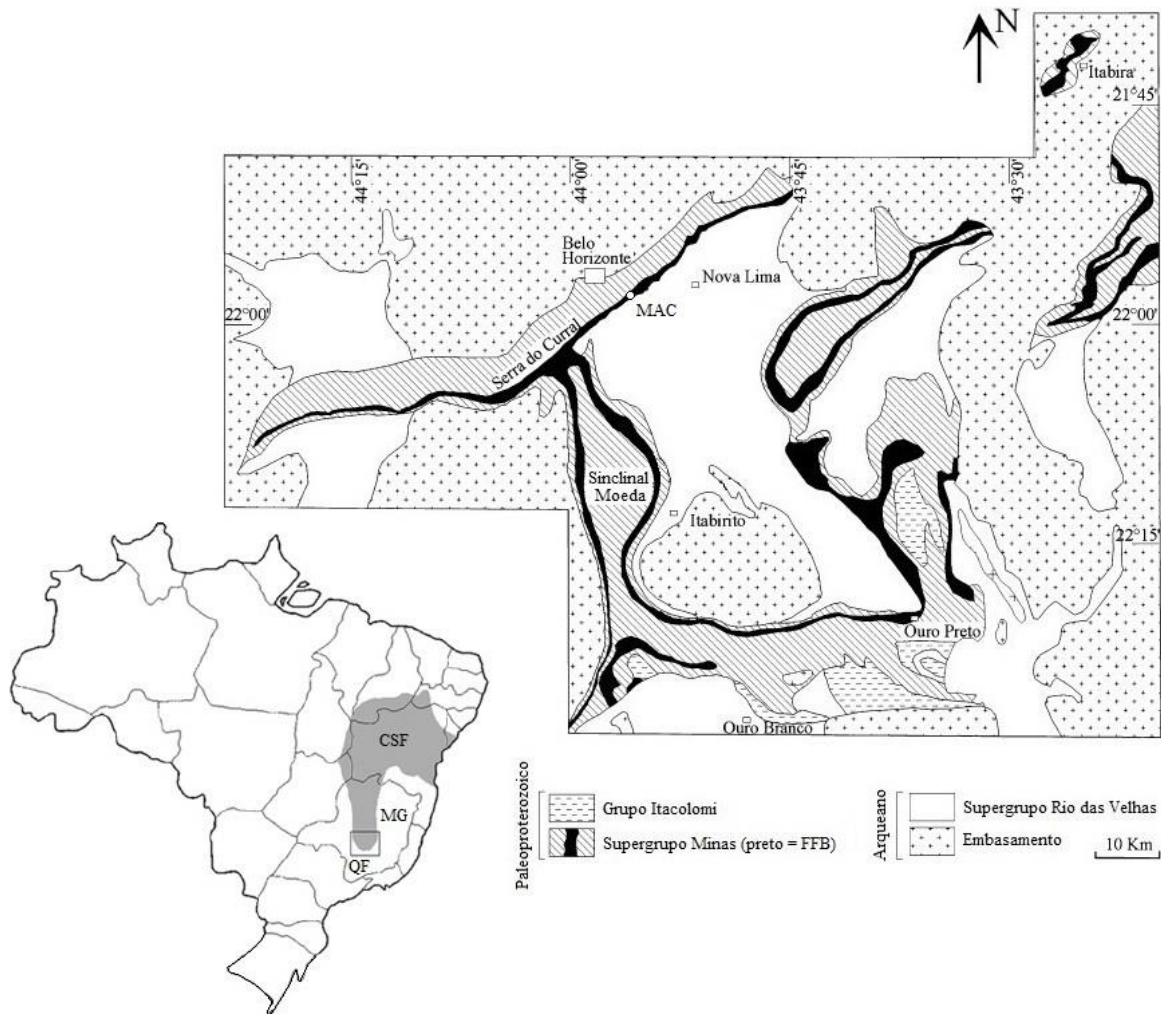 N
Itabira
21°45'
44°15'
44°00'
43°45'
43°30'
Belo
Horizonte
Nova Lima
MAC
22°00'
22°00'
Serra do Curral
Sinclinal
Moeda
Itabirito
22°15'
Ouro Preto
Ouro Branco
CSF
MG
QF
Paleoproterozoico
Grupo Itacolomi
Supergrupo Minas (preto = FFB)
Arqueano
Supergrupo Rio das Velhas
Embasamento
10 Km